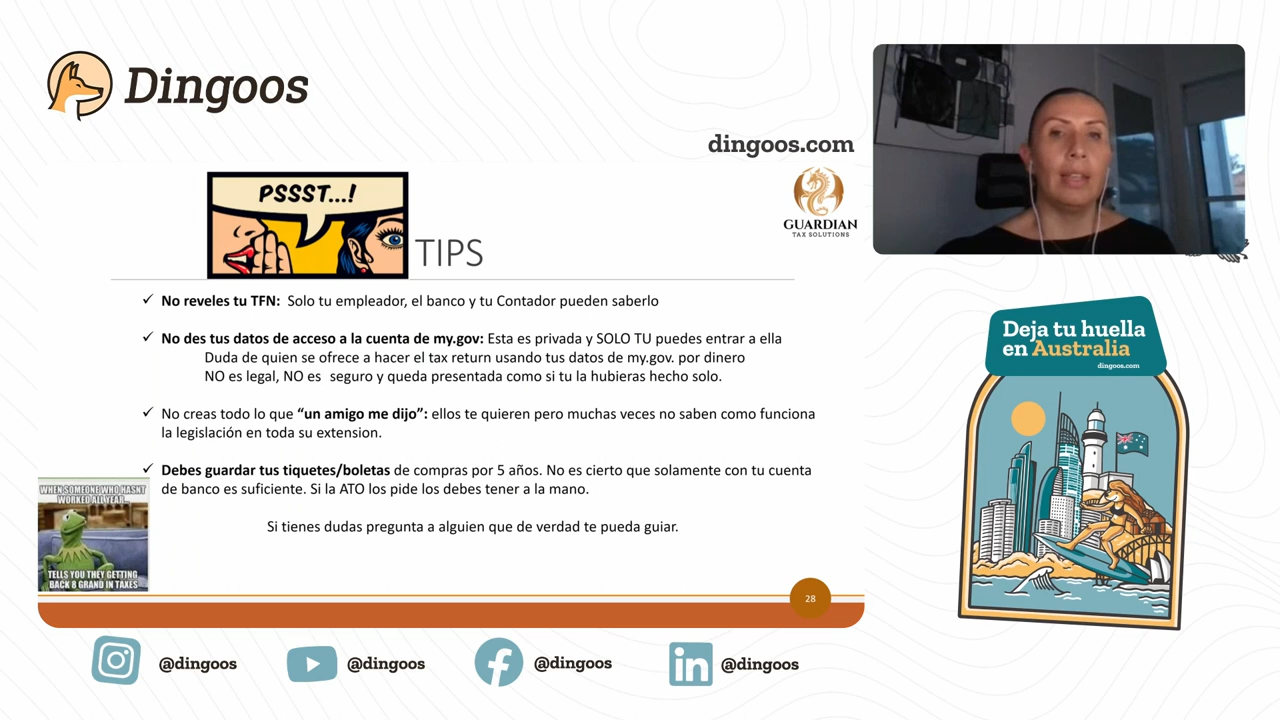 Dingoos
dingoos.com
PSSST...!
TIPS
GUARDIAN
TAX SOLUTIONS
✓ No reveles tu TFN: Solo tu empleador, el banco y tu Contador pueden saberlo
✓ No des tus datos de acceso a la cuenta de my.gov: Esta es privada y SOLO TU puedes entrar a ella
Duda de quien se ofrece a hacer el tax return usando tus datos de my.gov. por dinero
NO es legal, NO es seguro y queda presentada como si tu la hubieras hecho solo.
✓ No creas todo lo que “un amigo me dijo”: ellos te quieren pero muchas veces no saben como funciona
la legislación en toda su extension.
✓ Debes guardar tus tiquetes/boletas de compras por 5 años. No es cierto que solamente con tu cuenta
de banco es suficiente. Si la ATO los pide los debes tener a la mano.
Si tienes dudas pregunta a alguien que de verdad te pueda guiar.
WHEN SOMEONE WHO HASNT
WORKED ALL YEAR...
TELLS YOU THEY GETTING
BACK 8 GRAND IN TAXES
28
Deja tu huella
en Australia
dingoos.com
@dingoos
@dingoos
@dingoos
in @dingoos